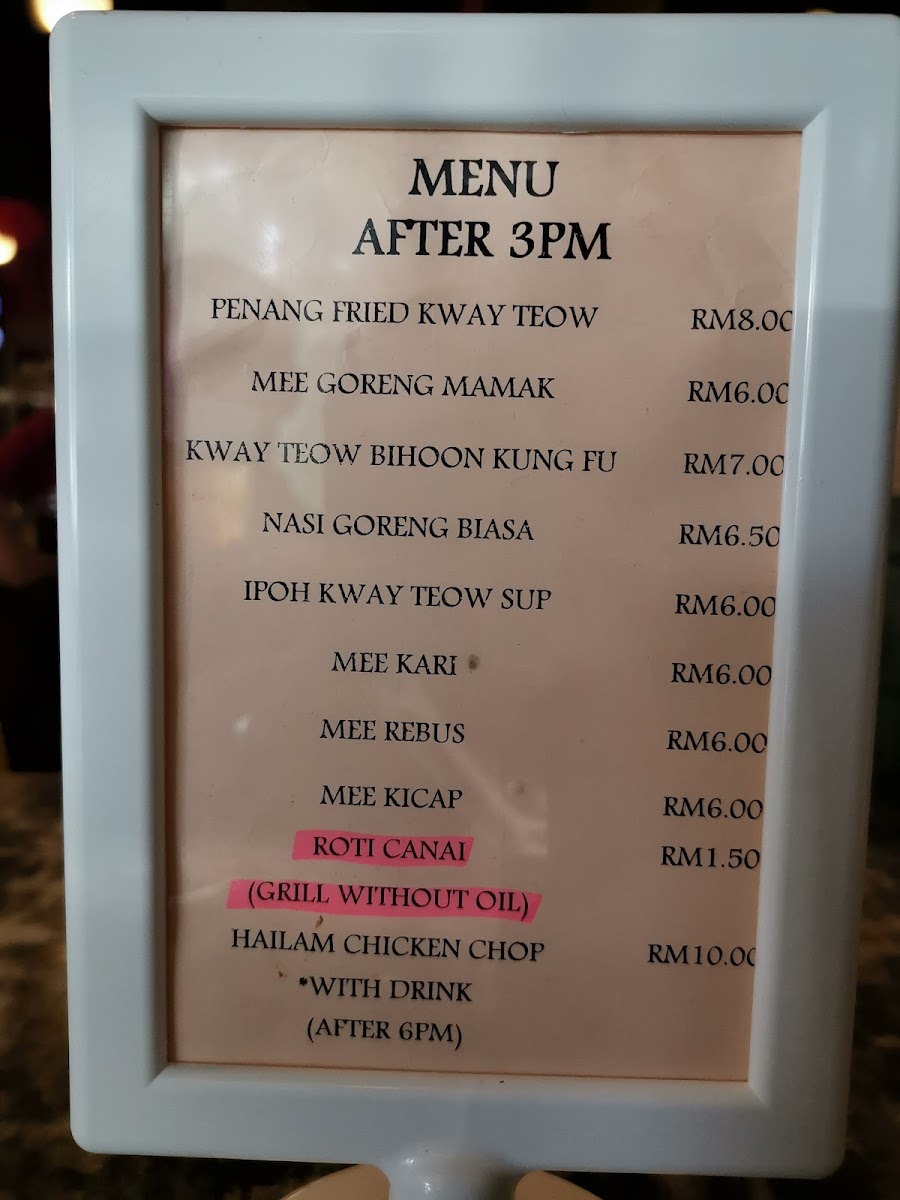 MENU
AFTER 3PM
PENANG FRIED KWAY TEOW RM8.00
MEE GORENG MAMAK RM6.00
KWAY TEOW BIHOON KUNG FU RM7.00
NASI GORENG BIASA RM6.50
IPOH KWAY TEOW SUP RM6.00
MEE KARI RM6.00
MEE REBUS RM6.00
MEE KICAP RM6.00
ROTI CANAI RM1.50
(GRILL WITHOUT OIL)
HAILAM CHICKEN CHOP RM10.00
*WITH DRINK
(AFTER 6PM)